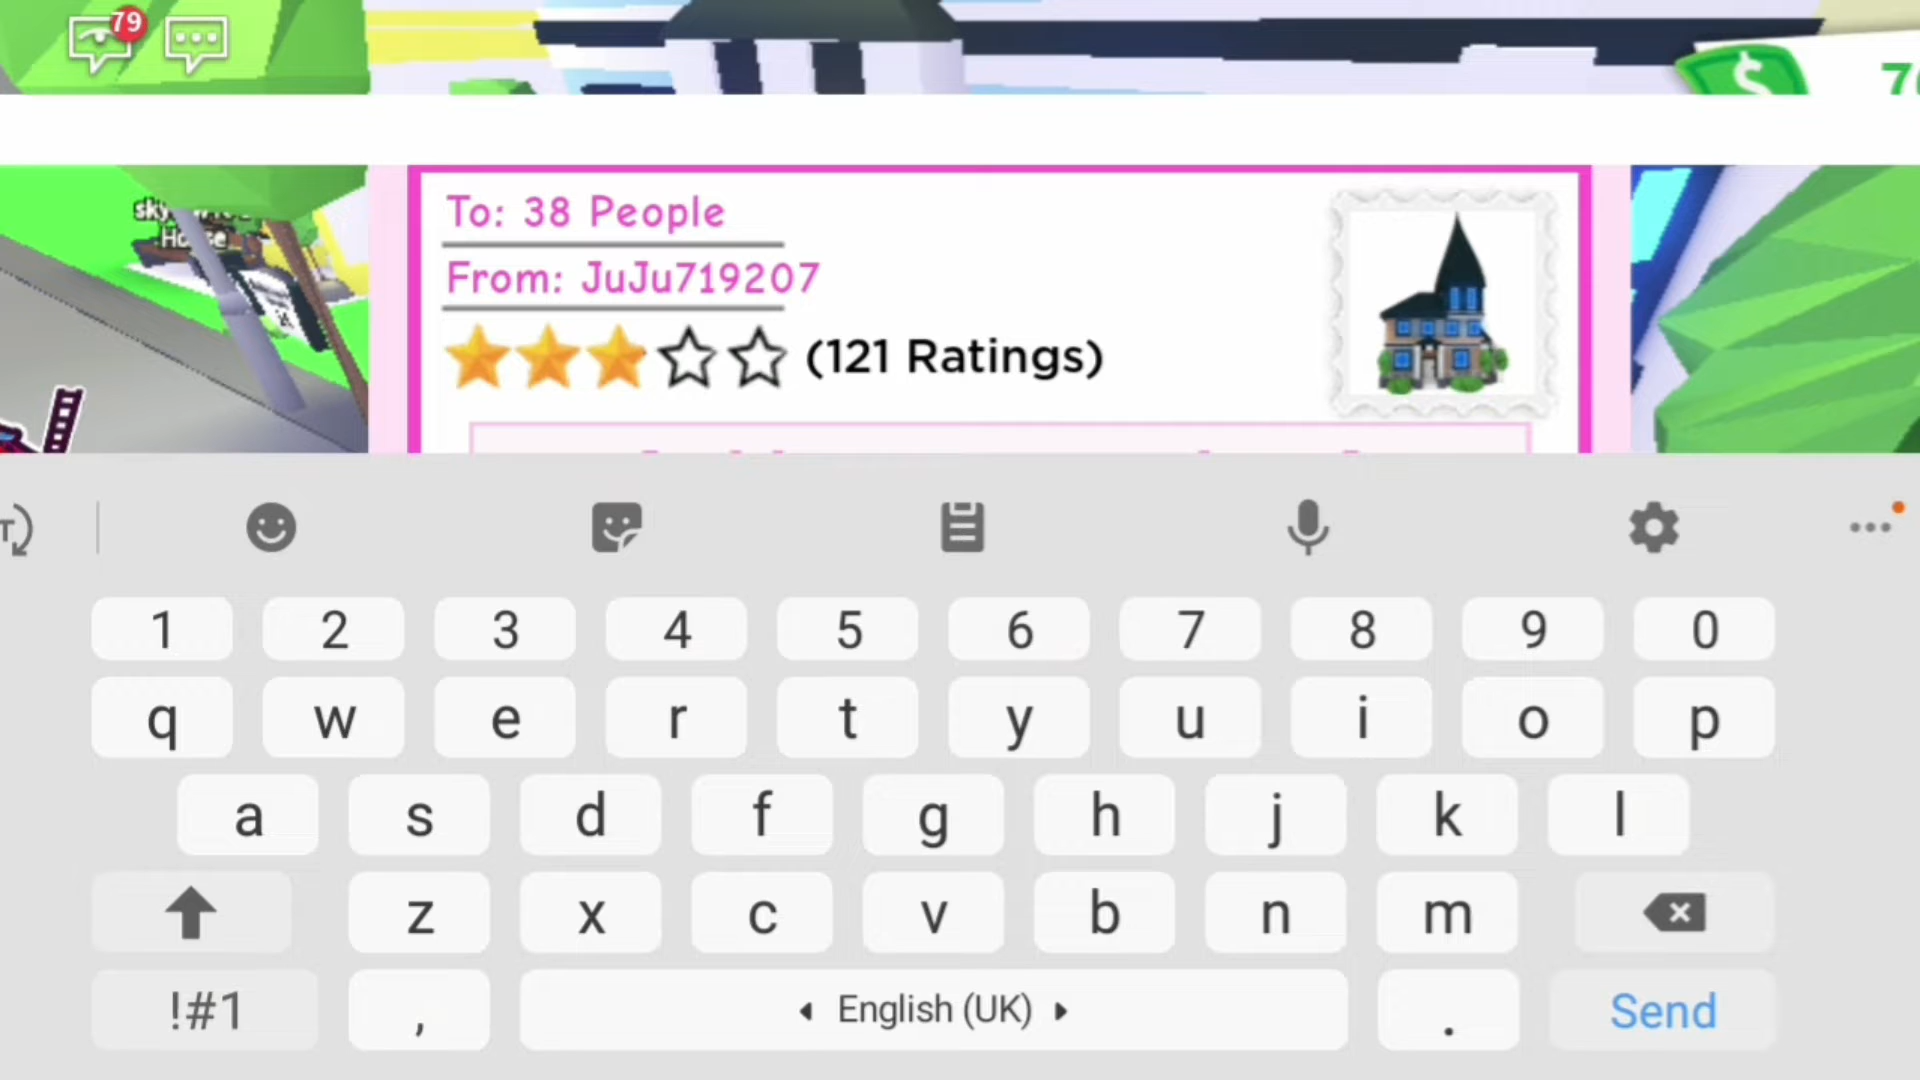 79
To: 38 People
From: JuJu719207
(121 Ratings)
1 2 3 4 5 6 7 8 9 0
q w e r t y u i o p
a s d f g h j k l
z x c v b n m
!#1 , English (UK) . Send